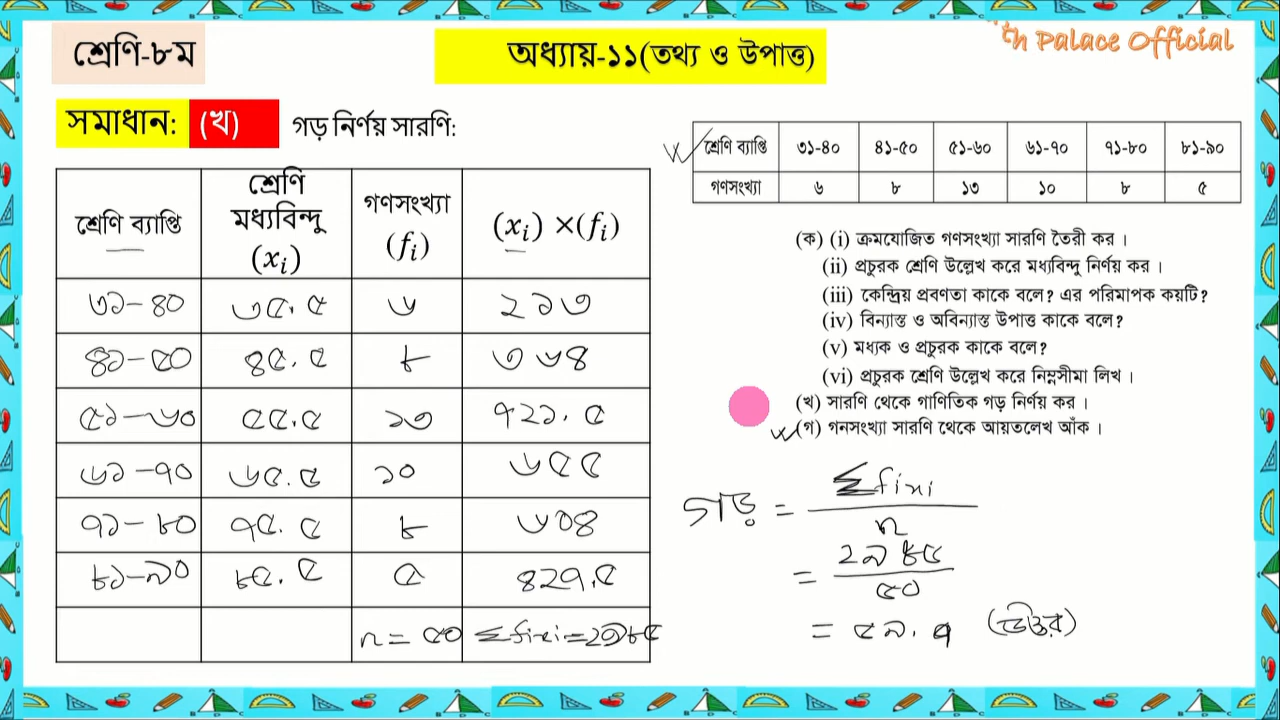 th Palace Official
শ্রেণি-৮ম
অধ্যায়-১১(তথ্য ও উপাত্ত)
সমাধান: (খ) গড় নির্ণয় সারণি:
শ্রেণি ব্যাপ্তি শ্রেণি মধ্যবিন্দু (xᵢ) গণসংখ্যা (fᵢ) (xᵢ) ×(fᵢ)
৩১-৪০ ৩৫.৫ ৬ ২১৩
৪১-৫০ ৪৫.৫ ৮ ৩৬৪
৫১-৬০ ৫৫.৫ ১৩ ৭২১.৫
৬১-৭০ ৬৫.৫ ১০ ৬৫৫
৭১-৮০ ৭৫.৫ ৮ ৬০৪
৮১-৯০ ৮৫.৫ ৫ ৪২৭.৫
n = ৫০ Σfixi=২৯৮৫
শ্রেণি ব্যাপ্তি ৩১-৪০ ৪১-৫০ ৫১-৬০ ৬১-৭০ ৭১-৮০ ৮১-৯০
গণসংখ্যা ৬ ৮ ১৩ ১০ ৮ ৫
(ক) (i) ক্রমযোজিত গণসংখ্যা সারণি তৈরী কর ।
(ii) প্রচুরক শ্রেণি উল্লেখ করে মধ্যবিন্দু নির্ণয় কর ।
(iii) কেন্দ্রিয় প্রবণতা কাকে বলে? এর পরিমাপক কয়টি?
(iv) বিন্যাস্ত ও অবিন্যাস্ত উপাত্ত কাকে বলে?
(v) মধ্যক ও প্রচুরক কাকে বলে?
(vi) প্রচুরক শ্রেণি উল্লেখ করে নিম্নসীমা লিখ ।
(খ) সারণি থেকে গাণিতিক গড় নির্ণয় কর ।
(গ) গনসংখ্যা সারণি থেকে আয়তলেখ আঁক ।
গড় = Σfixi / n
= ২৯৮৫ / ৫০
= ৫৯.৭ (উত্তর)